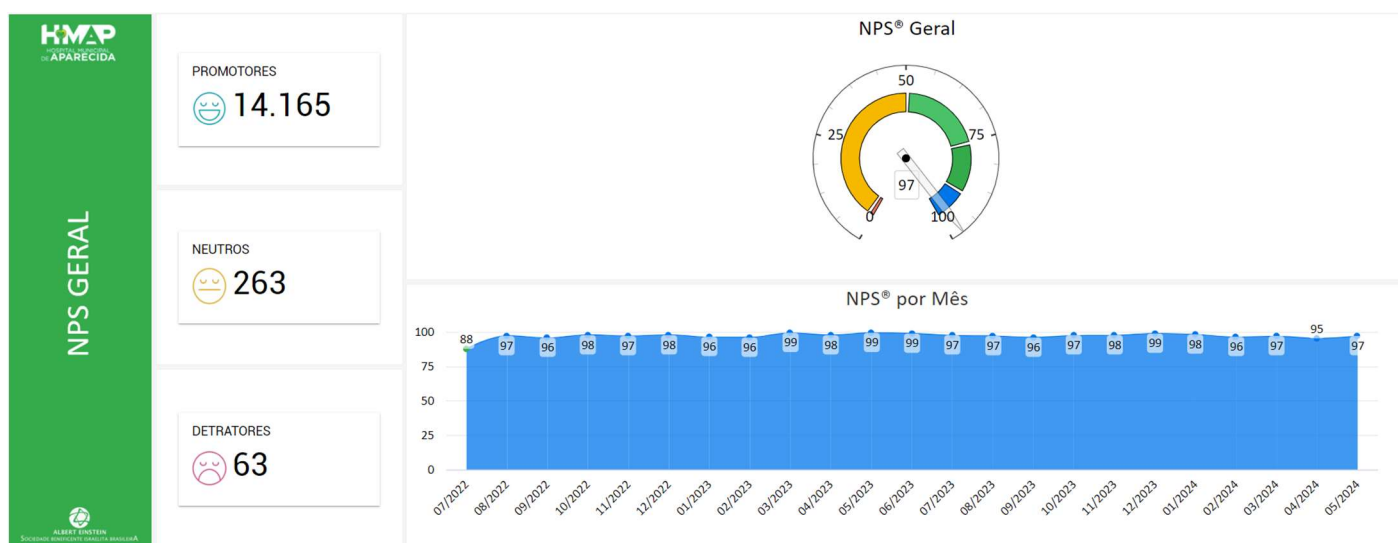 HMAP
HOSPITAL MUNICIPAL
DE APARECIDA
NPS GERAL
ALBERT EINSTEIN
SOCIEDADE BENEFICENTE ISRAELITA BRASILEIRA
PROMOTORES
14.165
NEUTROS
263
DETRATORES
63
NPS® Geral
50
25
75
97
0
100
NPS® por Mês
100
75
50
25
0
88 97 96 98 97 98 96 96 99 98 99 99 97 97 96 97 98 99 98 96 97 95 97
07/2022 08/2022 09/2022 10/2022 11/2022 12/2022 01/2023 02/2023 03/2023 04/2023 05/2023 06/2023 07/2023 08/2023 09/2023 10/2023 11/2023 12/2023 01/2024 02/2024 03/2024 04/2024 05/2024